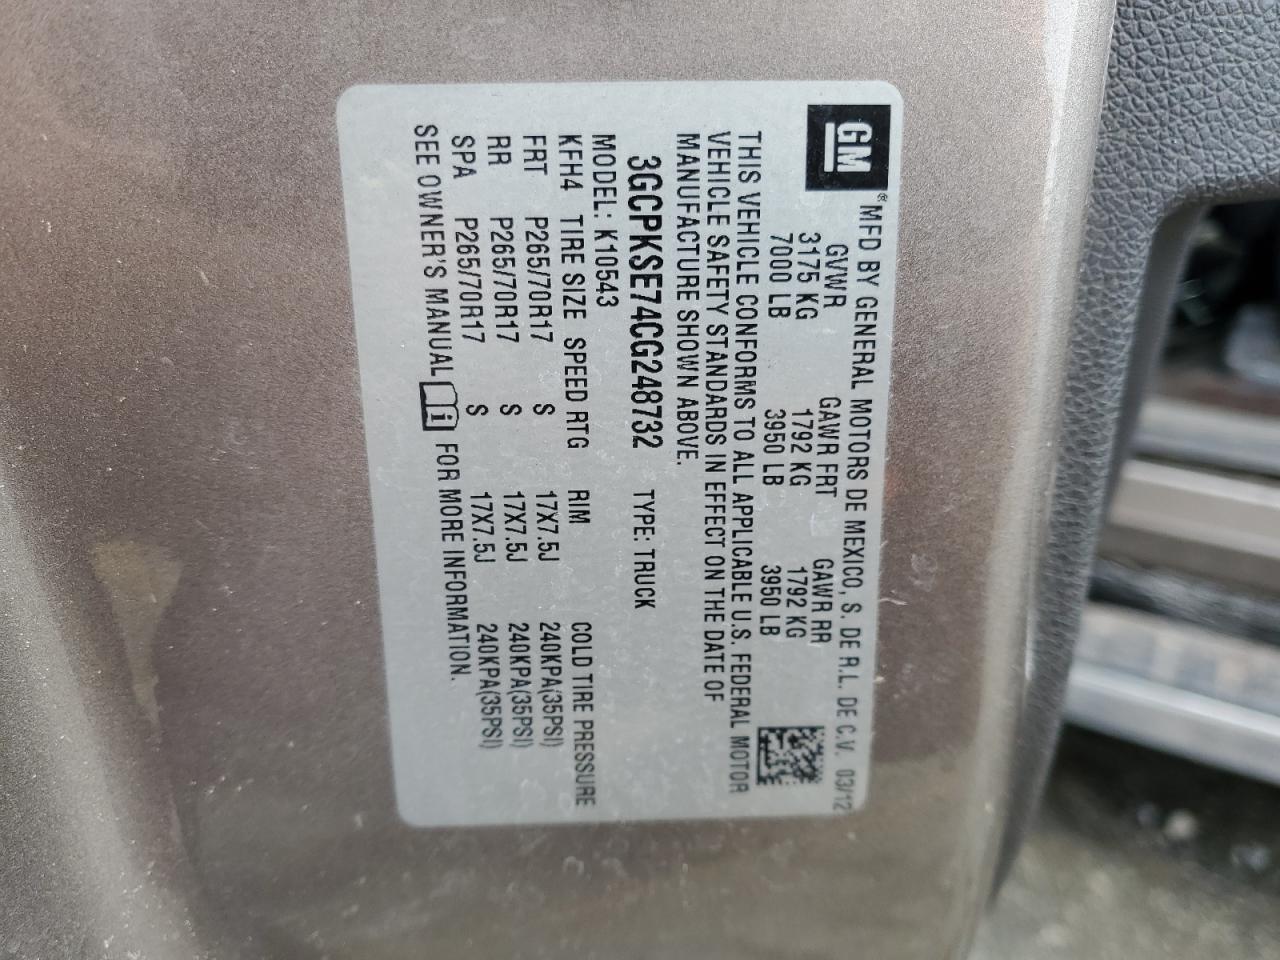 GM
® MFD BY GENERAL MOTORS DE MEXICO, S. DE R.L. DE C.V. 03/12
GVWR GAWR FRT GAWR RR
3175 KG 1792 KG 1792 KG
7000 LB 3950 LB 3950 LB
THIS VEHICLE CONFORMS TO ALL APPLICABLE U.S. FEDERAL MOTOR
VEHICLE SAFETY STANDARDS IN EFFECT ON THE DATE OF
MANUFACTURE SHOWN ABOVE.
3GCPKSE74CG248732 TYPE: TRUCK
MODEL: K10543
KFH4 TIRE SIZE SPEED RTG RIM COLD TIRE PRESSURE
FRT P265/70R17 S 17X7.5J 240KPA(35PSI)
RR P265/70R17 S 17X7.5J 240KPA(35PSI)
SPA P265/70R17 S 17X7.5J 240KPA(35PSI)
SEE OWNER'S MANUAL i FOR MORE INFORMATION.